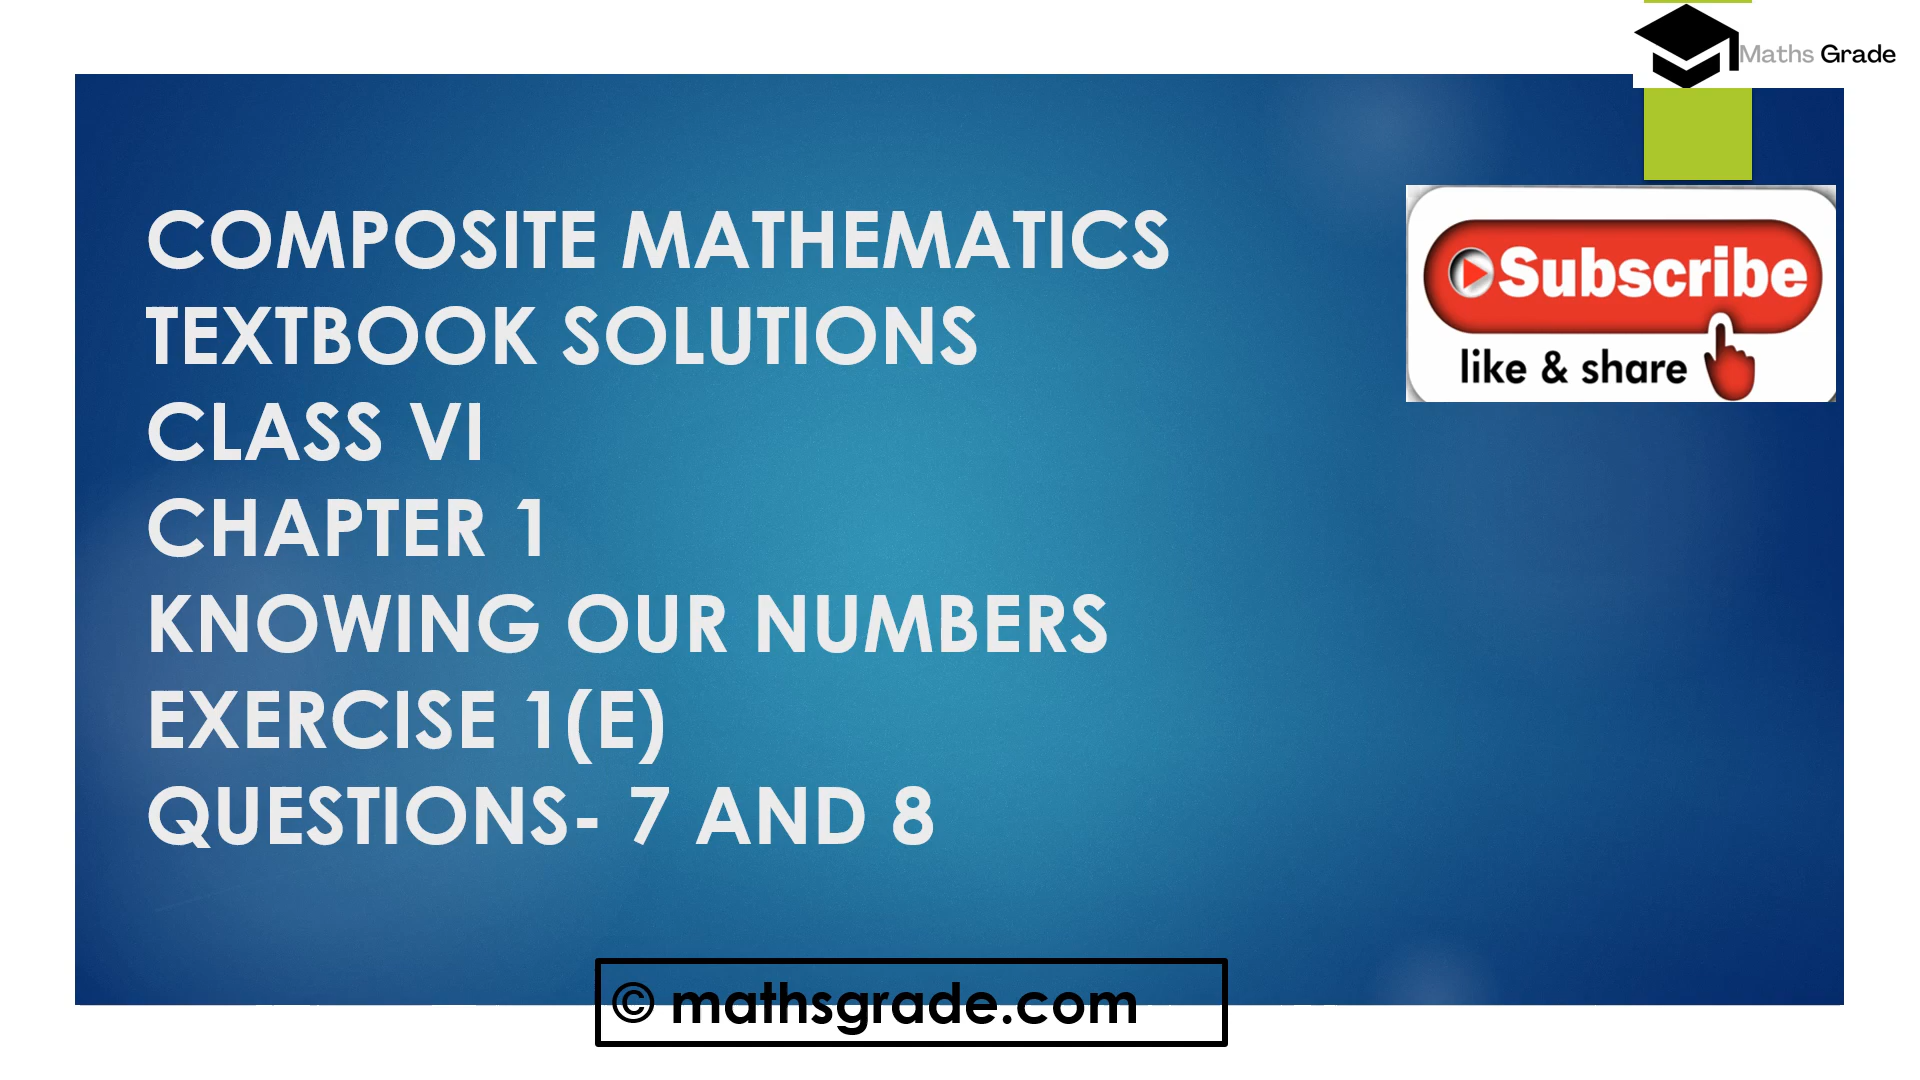 Maths Grade
COMPOSITE MATHEMATICS
TEXTBOOK SOLUTIONS
CLASS VI
CHAPTER 1
KNOWING OUR NUMBERS
EXERCISE 1(E)
QUESTIONS- 7 AND 8
Subscribe
like & share
© mathsgrade.com